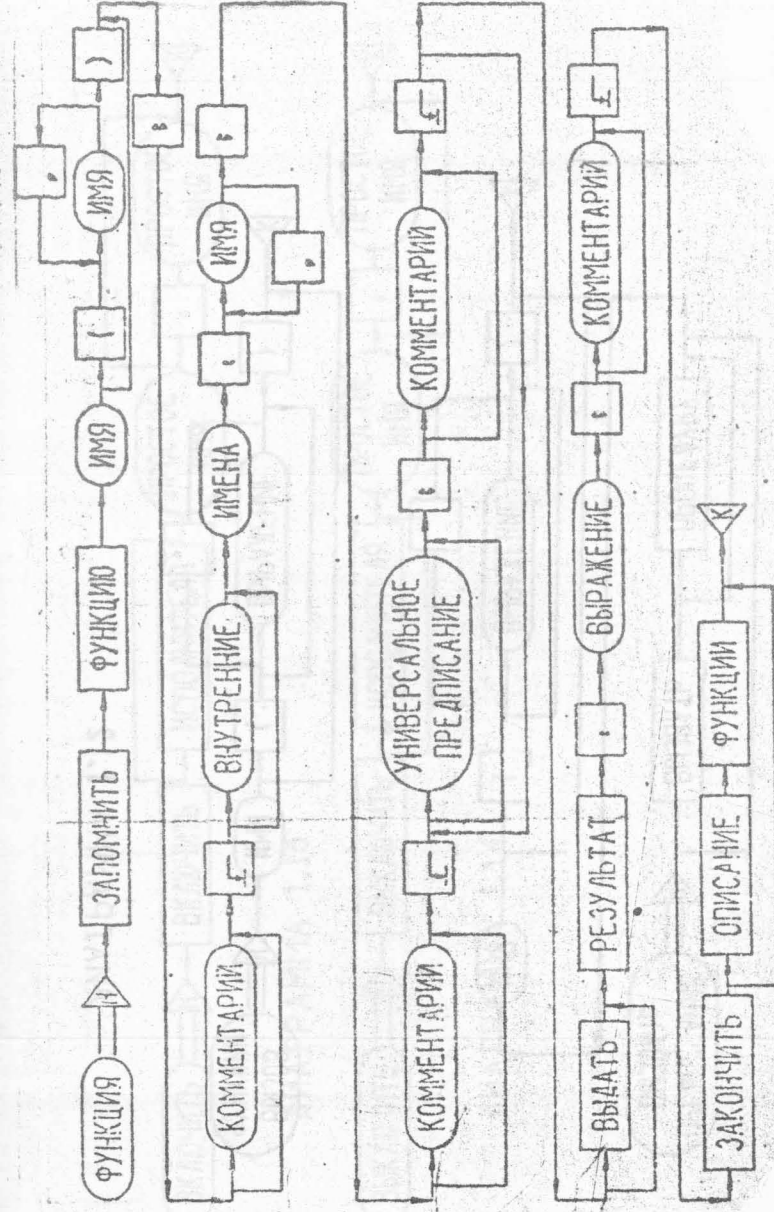 ФУНКЦИЯ Н ЗАПОМНИТЬ ФУНКЦИЮ ИМЯ ( ИМЯ , ) ;
КОММЕНТАРИЙ ВНУТРЕННИЕ ИМЕНА : ИМЯ , ;
КОММЕНТАРИЙ УНИВЕРСАЛЬНОЕ ПРЕДПИСАНИЕ ; КОММЕНТАРИЙ
ВЫДАТЬ РЕЗУЛЬТАТ : ВЫРАЖЕНИЕ ; КОММЕНТАРИЙ
ЗАКОНЧИТЬ ОПИСАНИЕ ФУНКЦИИ К